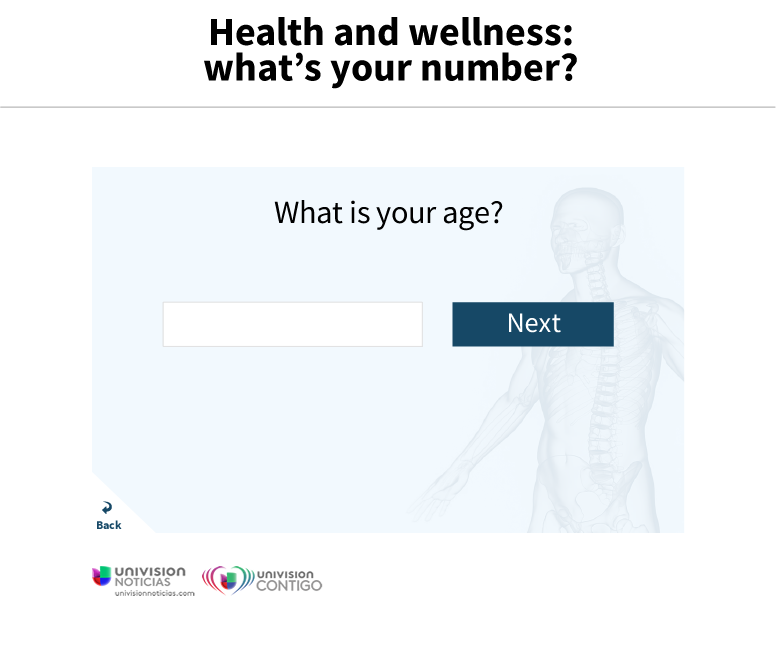 Health and wellness:
what's your number?
What is your age?
Next
Back
UNIVISION
NOTICIAS
univisionnoticias.com
UNIVISION
CONTIGO